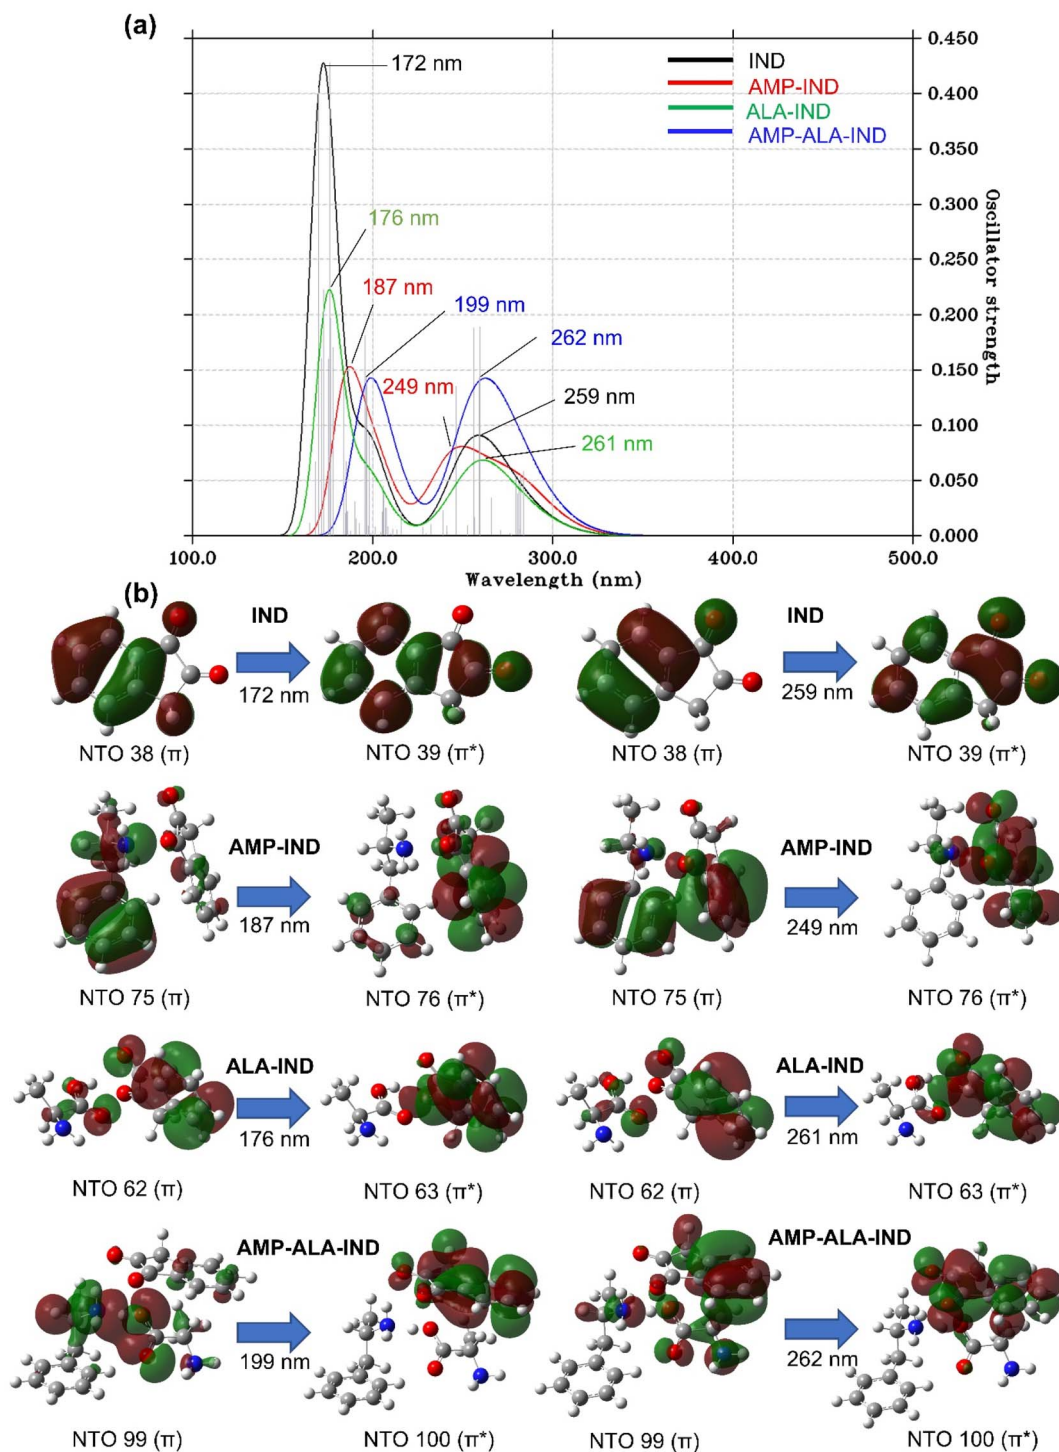 (a)
172 nm
IND
AMP-IND
ALA-IND
AMP-ALA-IND
176 nm
187 nm
199 nm
262 nm
249 nm
259 nm
261 nm
0.450
0.400
0.350
0.300
0.250
0.200
0.150
0.100
0.050
0.000
Oscillator strength
100.0 200.0 300.0 400.0 500.0
Wavelength (nm)
(b)
IND
172 nm
NTO 38 (π) NTO 39 (π*)
IND
259 nm
NTO 38 (π) NTO 39 (π*)
AMP-IND
187 nm
NTO 75 (π) NTO 76 (π*)
AMP-IND
249 nm
NTO 75 (π) NTO 76 (π*)
ALA-IND
176 nm
NTO 62 (π) NTO 63 (π*)
ALA-IND
261 nm
NTO 62 (π) NTO 63 (π*)
AMP-ALA-IND
199 nm
NTO 99 (π) NTO 100 (π*)
AMP-ALA-IND
262 nm
NTO 99 (π) NTO 100 (π*)